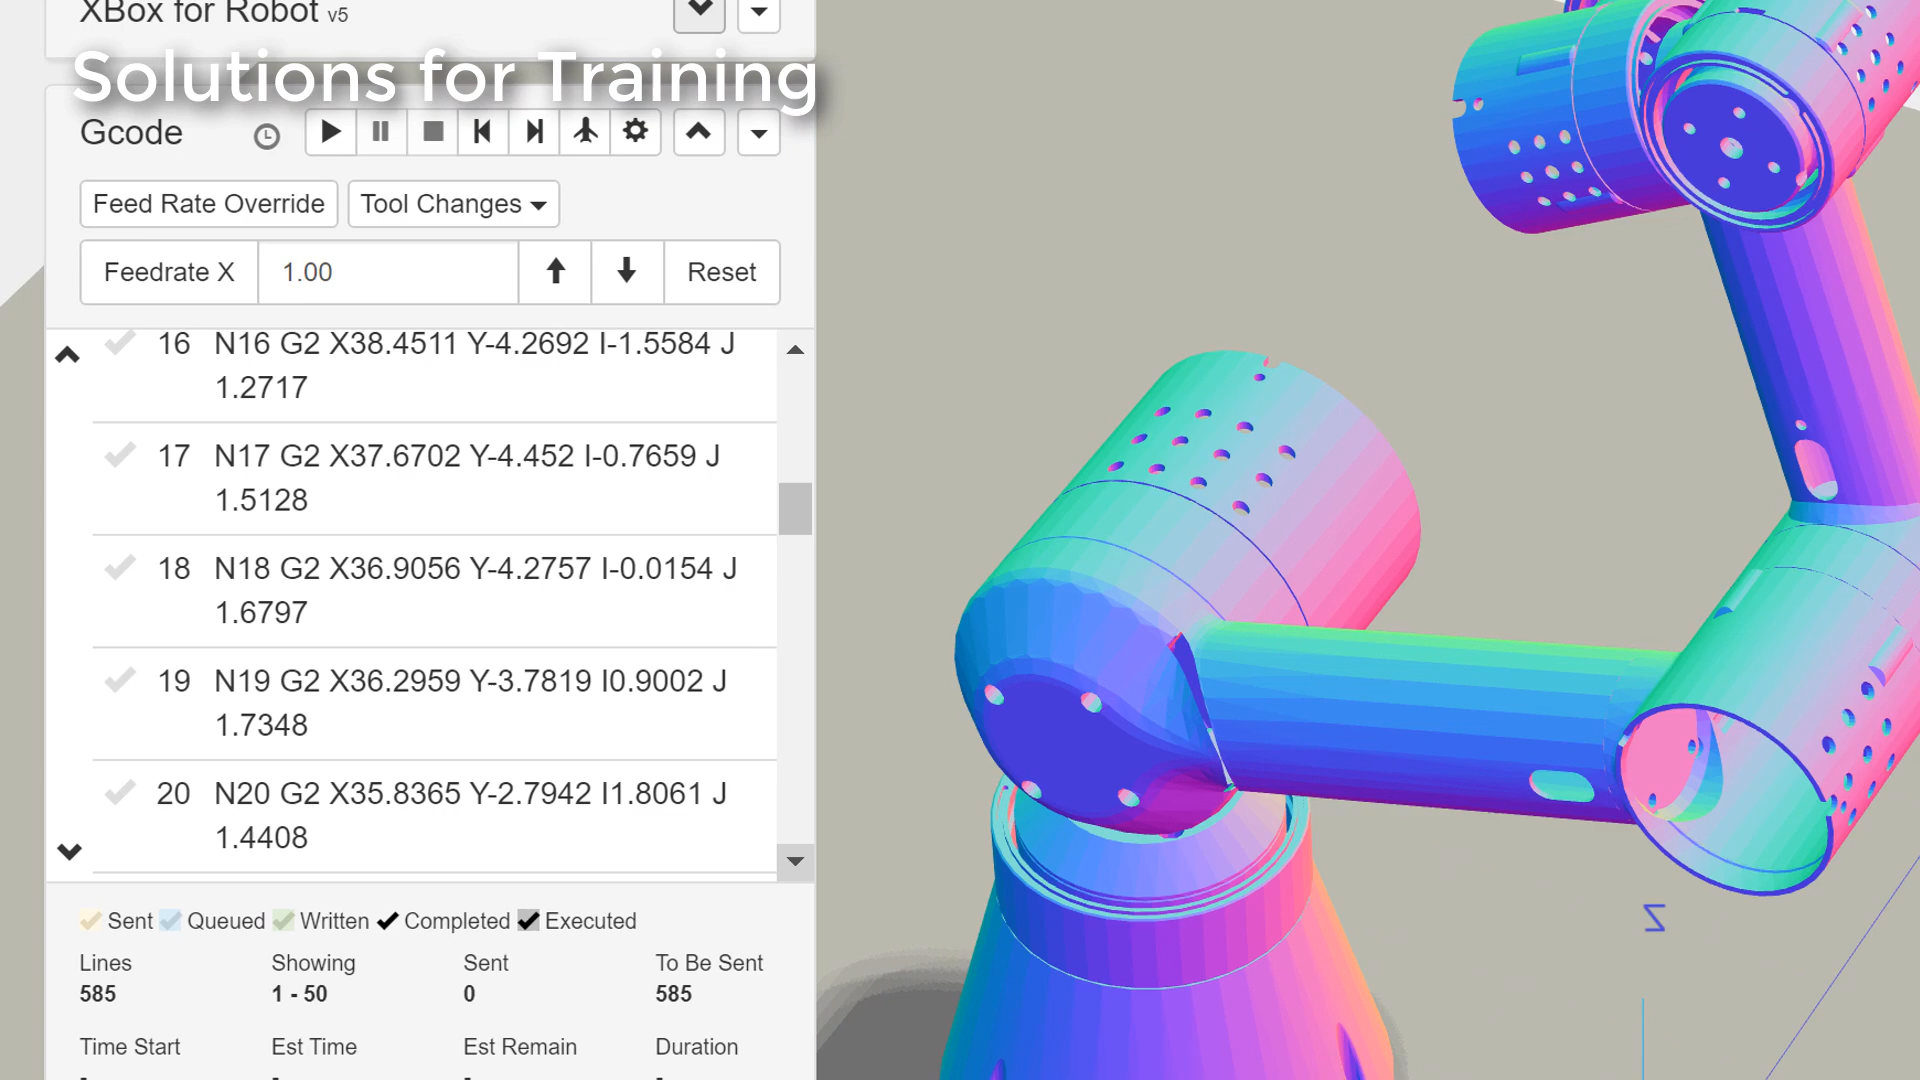 XBox for Robot v5
Solutions for Training
Gcode
Feed Rate Override
Tool Changes
Feedrate X 1.00 Reset
16 N16 G2 X38.4511 Y-4.2692 I-1.5584 J
1.2717
17 N17 G2 X37.6702 Y-4.452 I-0.7659 J
1.5128
18 N18 G2 X36.9056 Y-4.2757 I-0.0154 J
1.6797
19 N19 G2 X36.2959 Y-3.7819 I0.9002 J
1.7348
20 N20 G2 X35.8365 Y-2.7942 I1.8061 J
1.4408
Sent Queued Written Completed Executed
Lines Showing Sent To Be Sent
585 1 - 50 0 585
Time Start Est Time Est Remain Duration
Z